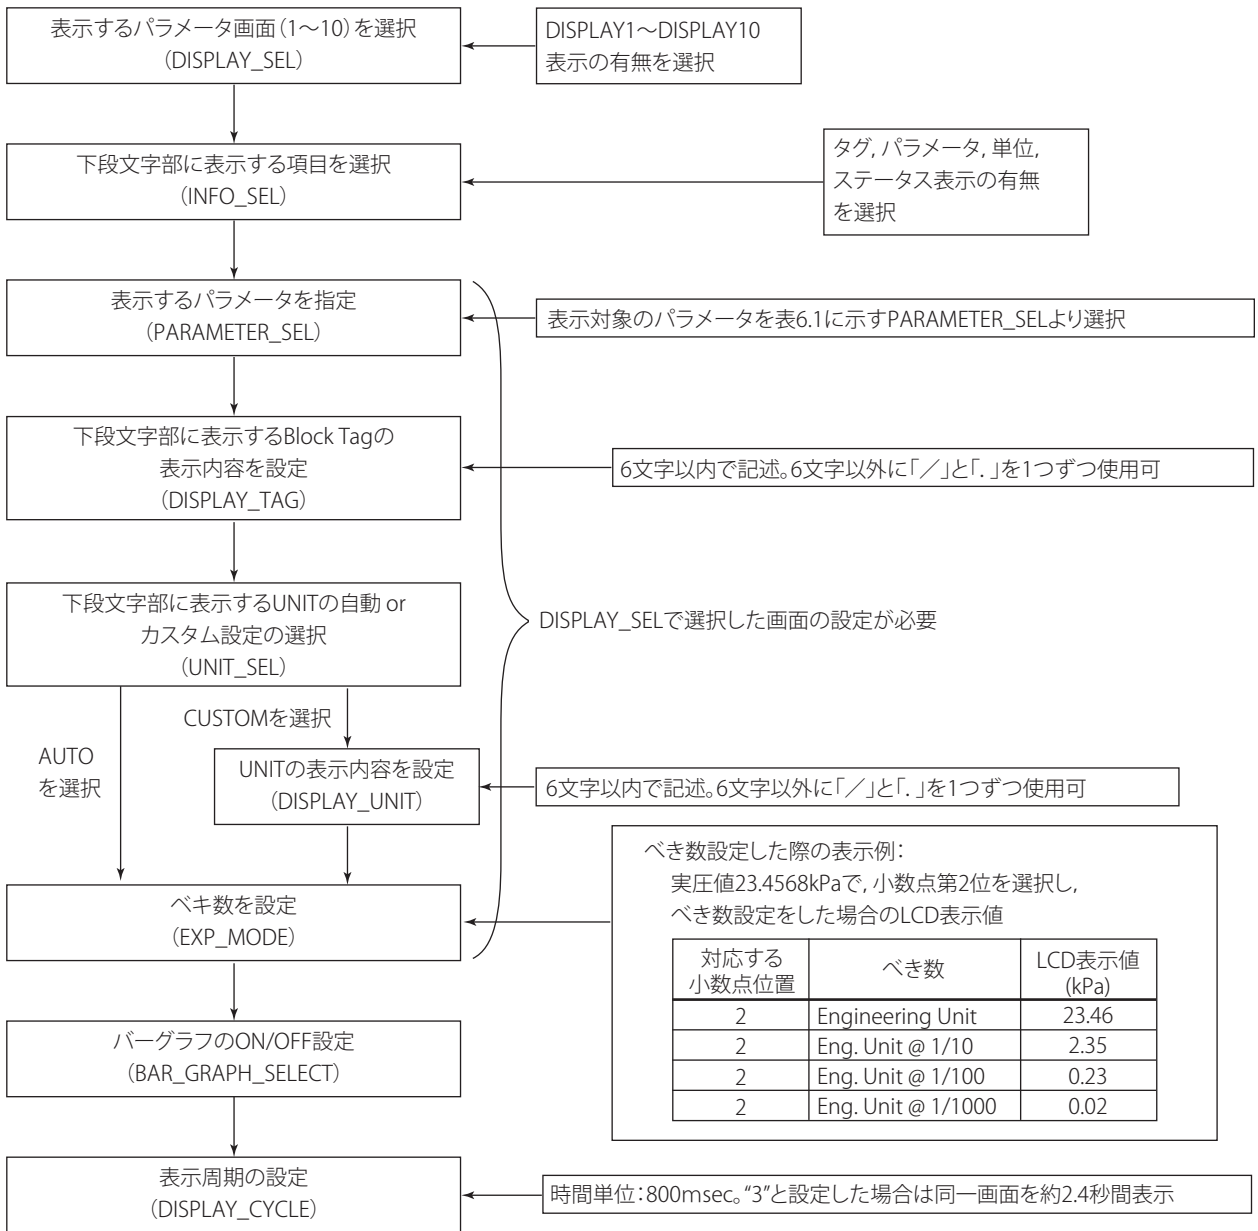 表示するパラメータ画面（1～10）を選択
（DISPLAY_SEL）
DISPLAY1～DISPLAY10
表示の有無を選択
下段文字部に表示する項目を選択
（INFO_SEL）
タグ, パラメータ, 単位,
ステータス表示の有無
を選択
表示するパラメータを指定
（PARAMETER_SEL）
表示対象のパラメータを表6.1に示すPARAMETER_SELより選択
下段文字部に表示するBlock Tagの
表示内容を設定
（DISPLAY_TAG）
6文字以内で記述。6文字以外に「／」と「. 」を1つずつ使用可
下段文字部に表示するUNITの自動 or
カスタム設定の選択
（UNIT_SEL）
DISPLAY_SELで選択した画面の設定が必要
CUSTOMを選択
AUTO
を選択
UNITの表示内容を設定
（DISPLAY_UNIT）
6文字以内で記述。6文字以外に「／」と「. 」を1つずつ使用可
ベキ数を設定
（EXP_MODE）
べき数設定した際の表示例：
実圧値23.4568kPaで, 小数点第2位を選択し,
べき数設定をした場合のLCD表示値
対応する
小数点位置
べき数
LCD表示値
(kPa)
2 Engineering Unit 23.46
2 Eng. Unit @ 1/10 2.35
2 Eng. Unit @ 1/100 0.23
2 Eng. Unit @ 1/1000 0.02
バーグラフのON/OFF設定
（BAR_GRAPH_SELECT）
表示周期の設定
（DISPLAY_CYCLE）
時間単位：800msec。“3”と設定した場合は同一画面を約2.4秒間表示